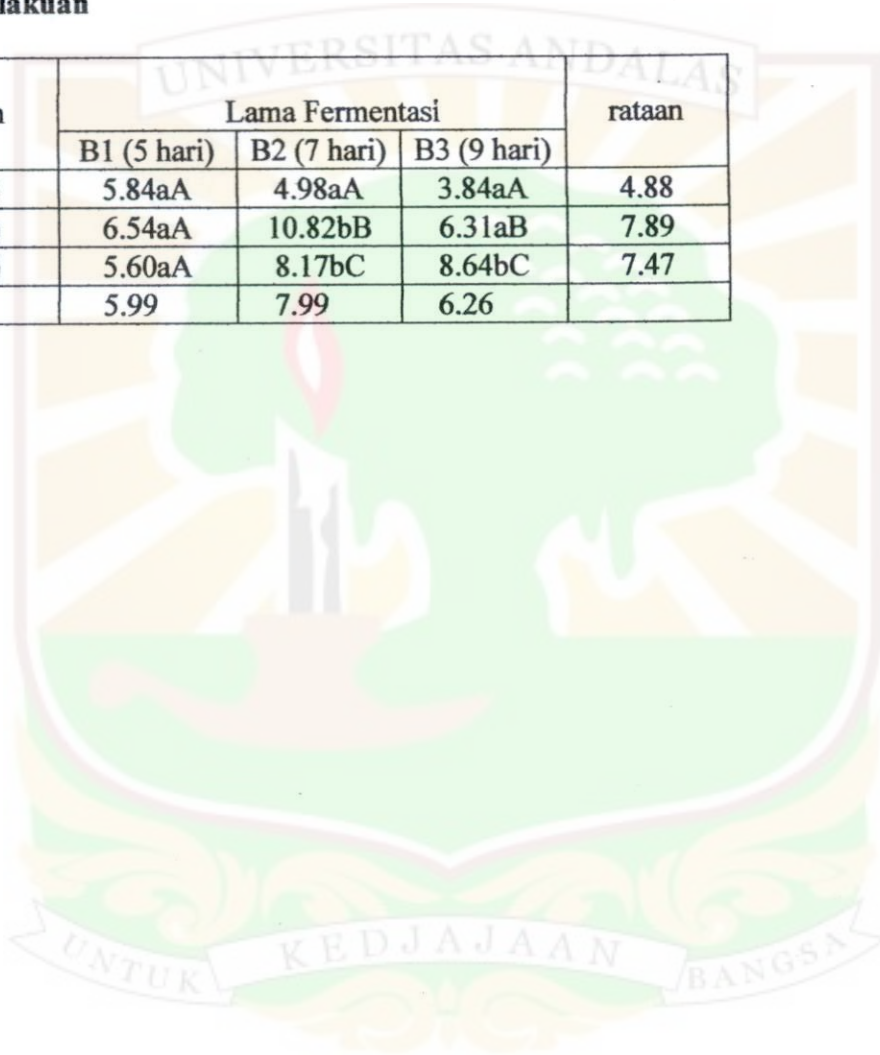 UNIVERSITAS ANDALAS
Lama Fermentasi rataan
B1 (5 hari) B2 (7 hari) B3 (9 hari)
5.84aA 4.98aA 3.84aA 4.88
6.54aA 10.82bB 6.31aB 7.89
5.60aA 8.17bC 8.64bC 7.47
5.99 7.99 6.26
UNTUK KEDJAJAAN BANGSA